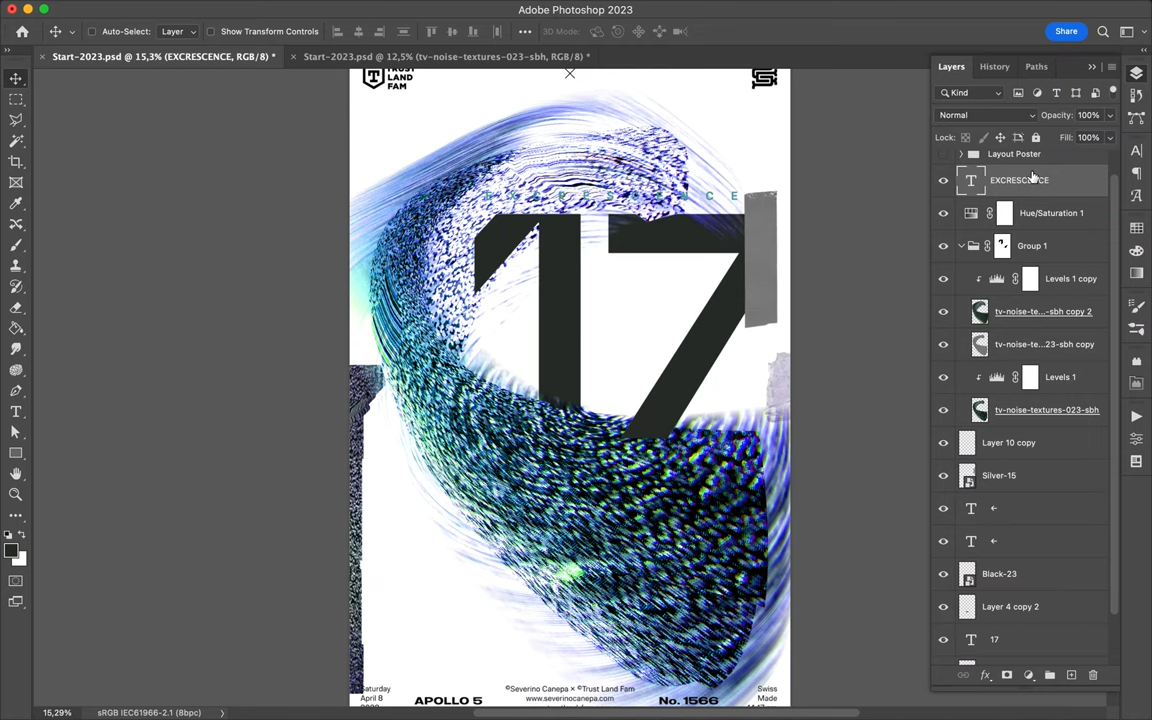 Adobe Photoshop 2023
Auto-Select:
Layer
Show Transform Controls
3D Mode:
Share
Start-2023.psd @ 15,3% (EXCRESCENCE, RGB/8) *
Start-2023.psd @ 12,5% (tv-noise-textures-023-sbh, RGB/8) *
TRUST
LAND
FAM
EXCRESCENCE
17
Saturday
April 8
2023
APOLLO 5
©Severino Canepa × ©Trust Land Fam
www.severinocanepa.com
No. 1566
Swiss
Made
Layers
History
Paths
Kind
Normal
Opacity: 100%
Lock:
Fill: 100%
Layout Poster
EXCRESCENCE
Hue/Saturation 1
Group 1
Levels 1 copy
tv-noise-te...-sbh copy 2
tv-noise-te...23-sbh copy
Levels 1
tv-noise-textures-023-sbh
Layer 10 copy
Silver-15
←
←
Black-23
Layer 4 copy 2
17
15,29%
sRGB IEC61966-2.1 (8bpc)